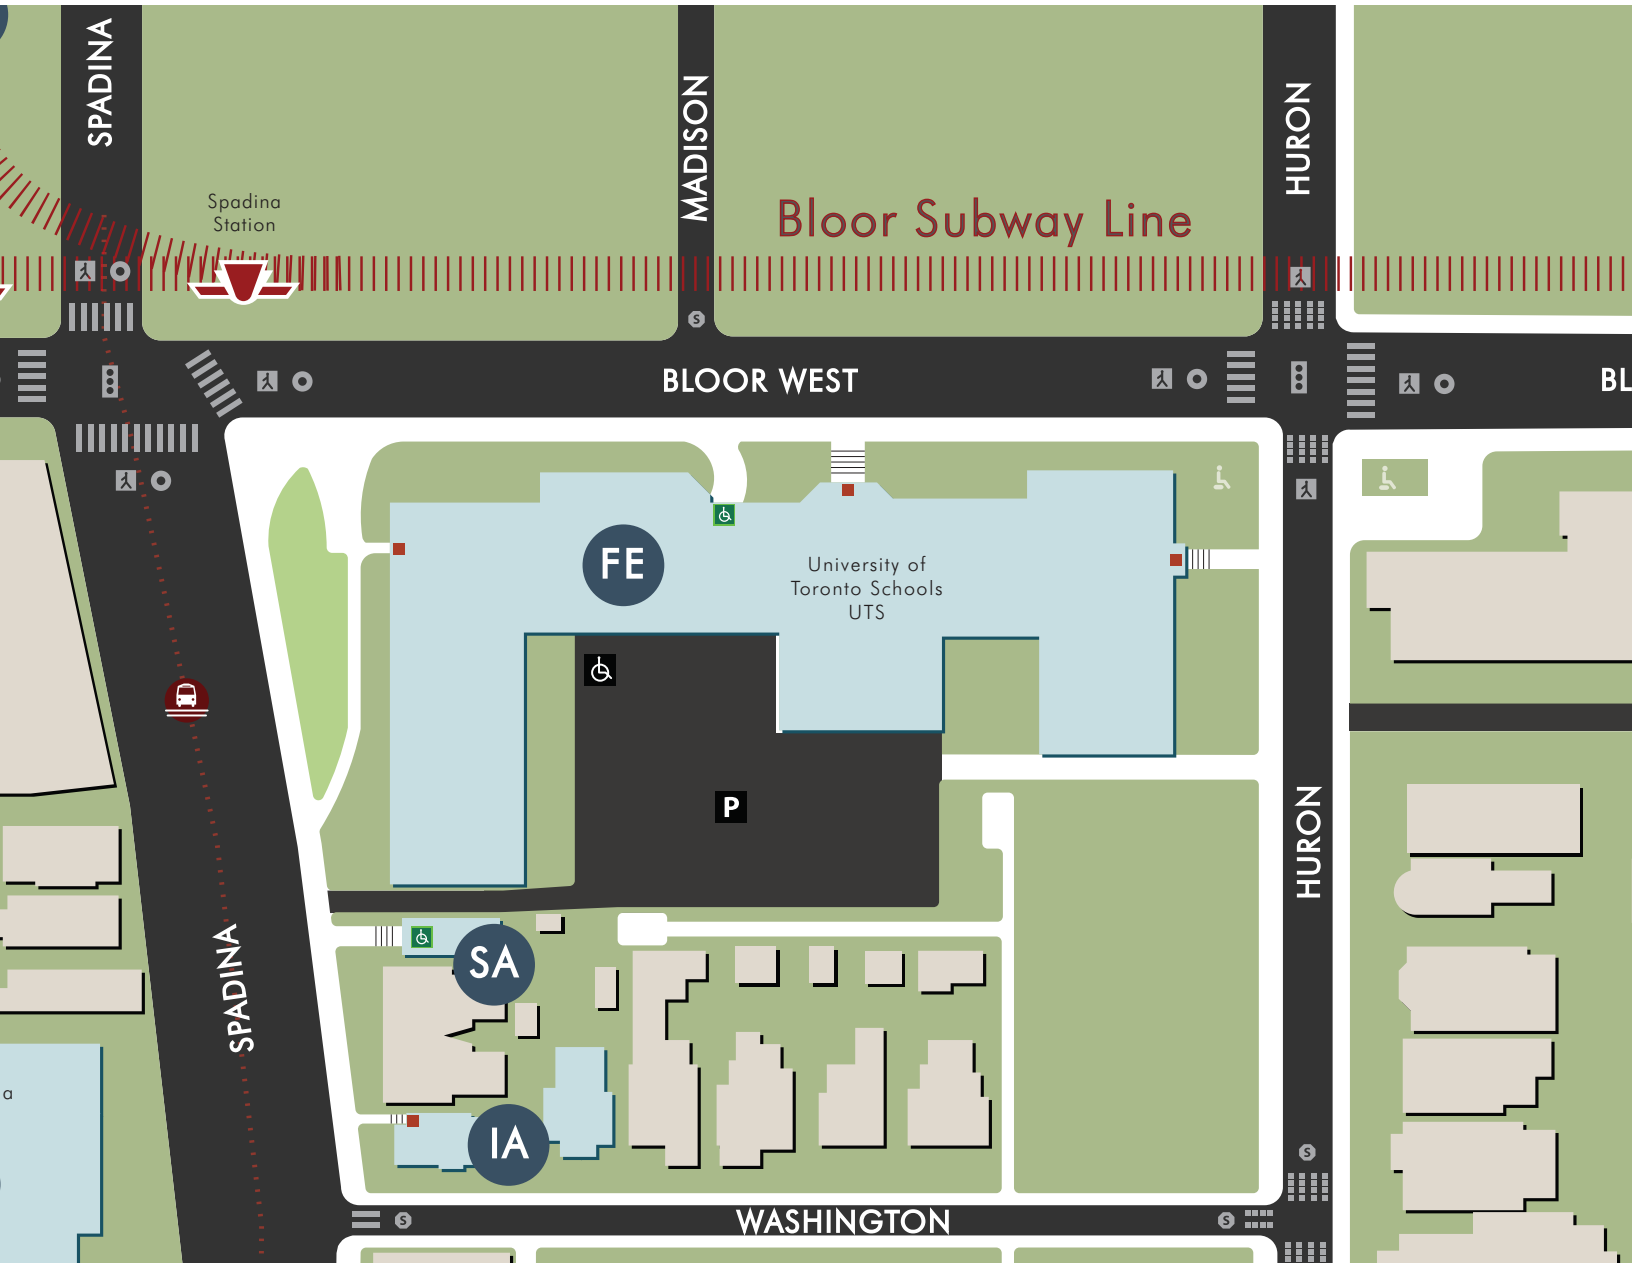 SPADINA
MADISON
HURON
Spadina
Station
Bloor Subway Line
S
BLOOR WEST
BL
FE
University of
Toronto Schools
UTS
P
HURON
SPADINA
SA
a
IA
S
S
WASHINGTON
S